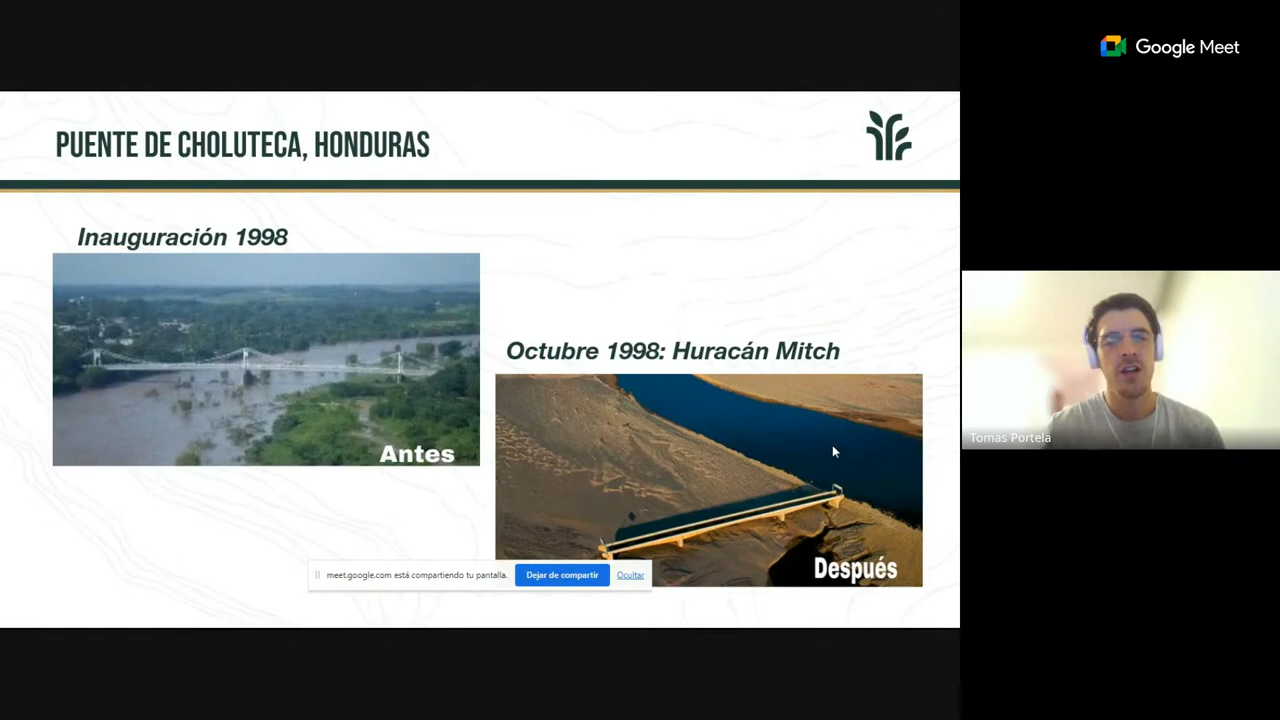 Google Meet
PUENTE DE CHOLUTECA, HONDURAS
Inauguración 1998
Antes
Octubre 1998: Huracán Mitch
Después
meet.google.com está compartiendo tu pantalla.
Dejar de compartir
Ocultar
Tomas Portela